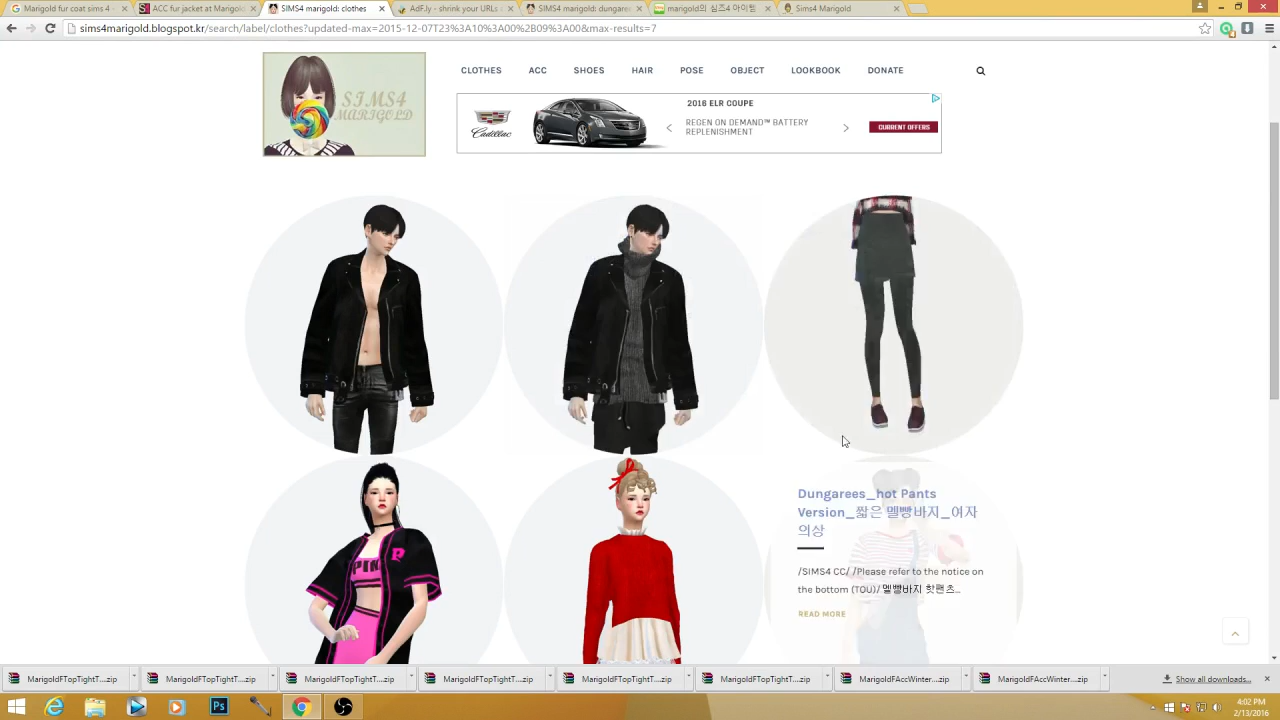 Marigold fur coat sims 4 -
ACC fur jacket at Marigold
SIMS4 marigold: clothes
AdF.ly - shrink your URLs
SIMS4 marigold: dungare
marigold의 심즈4 아이템
Sims4 Marigold
sims4marigold.blogspot.kr/search/label/clothes?updated-max=2015-12-07T23%3A10%3A00%2B09%3A00&max-results=7
SIMS4
MARIGOLD
CLOTHES ACC SHOES HAIR POSE OBJECT LOOKBOOK DONATE
Cadillac
2016 ELR COUPE
REGEN ON DEMAND™ BATTERY
REPLENISHMENT
CURRENT OFFERS
PINK
P
Dungarees_hot Pants
Version_짧은 멜빵바지_여자
의상
/SIMS4 CC/ /Please refer to the notice on
the bottom (TOU)/ 멜빵바지 핫팬츠...
READ MORE
MarigoldFTopTightT....zip
MarigoldFTopTightT....zip
MarigoldFTopTightT....zip
MarigoldFTopTightT....zip
MarigoldFTopTightT....zip
MarigoldFTopTightT....zip
MarigoldFAccWinter....zip
MarigoldFAccWinter....zip
Show all downloads...
Ps
4:02 PM
2/13/2016